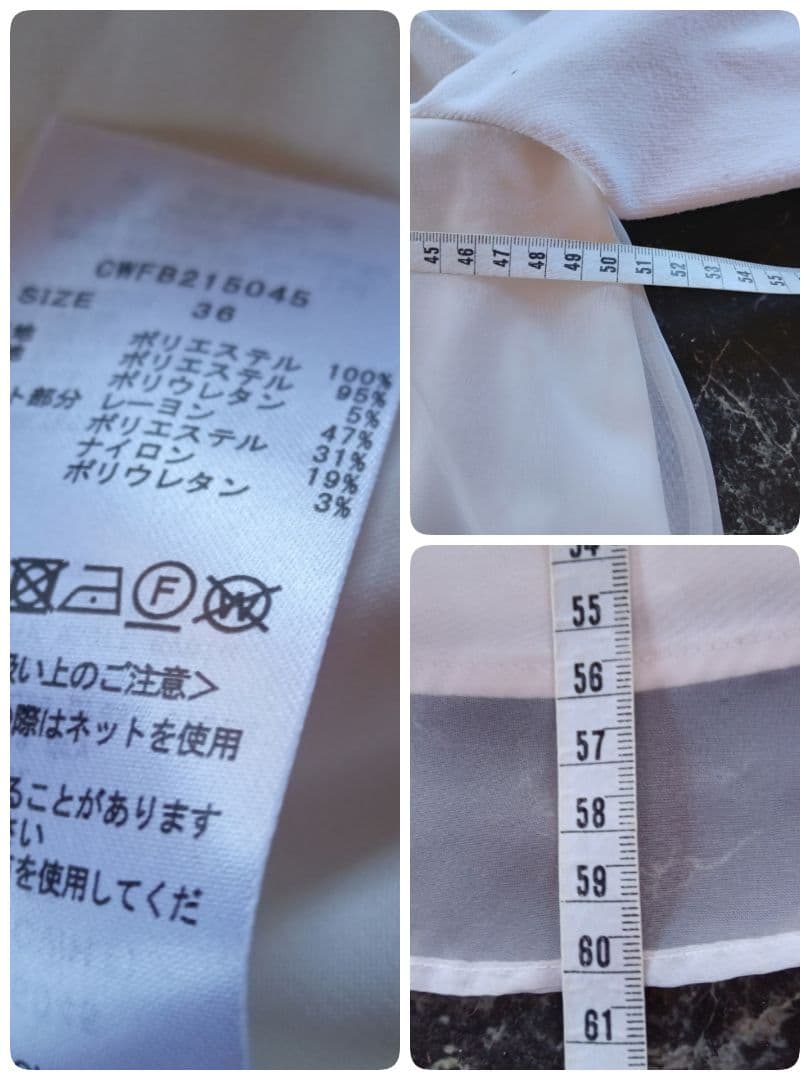 CWFB215045
SIZE 36
ポリエステル 100%
ポリエステル 95%
ポリウレタン 5%
ト部分 レーヨン 47%
ポリエステル 31%
ナイロン 19%
ポリウレタン 3%
F W
扱い上のご注意>
際はネットを使用
ることがあります
さい
を使用してくだ
45 46 47 48 49 50 51 52 53 54 55
54
55
56
57
58
59
60
61